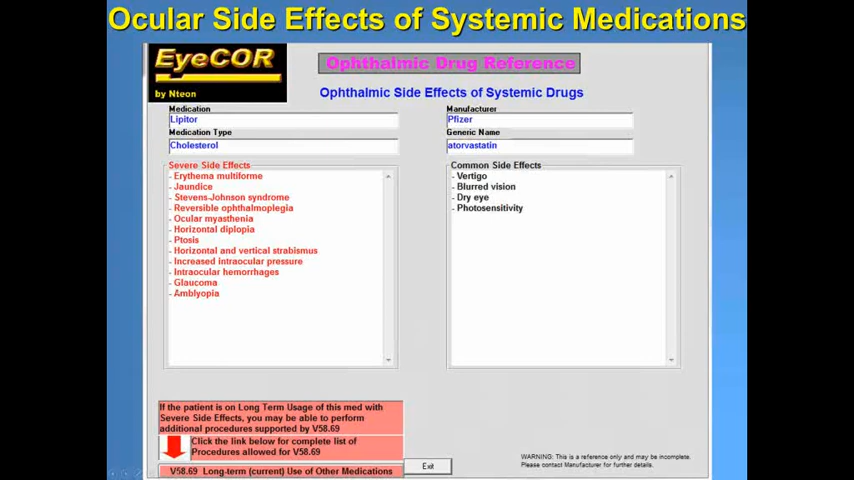 Ocular Side Effects of Systemic Medications
EyeCOR
by Nteon
Ophthalmic Drug Reference
Ophthalmic Side Effects of Systemic Drugs
Medication
Lipitor
Manufacturer
Pfizer
Medication Type
Cholesterol
Generic Name
atorvastatin
Severe Side Effects
- Erythema multiforme
- Jaundice
- Stevens-Johnson syndrome
- Reversible ophthalmoplegia
- Ocular myasthenia
- Horizontal diplopia
- Ptosis
- Horizontal and vertical strabismus
- Increased intraocular pressure
- Intraocular hemorrhages
- Glaucoma
- Amblyopia
Common Side Effects
- Vertigo
- Blurred vision
- Dry eye
- Photosensitivity
If the patient is on Long Term Usage of this med with
Severe Side Effects, you may be able to perform
additional procedures supported by V58.69
Click the link below for complete list of
Procedures allowed for V58.69
V58.69 Long-term (current) Use of Other Medications
Exit
WARNING: This is a reference only and may be incomplete.
Please contact Manufacturer for further details.